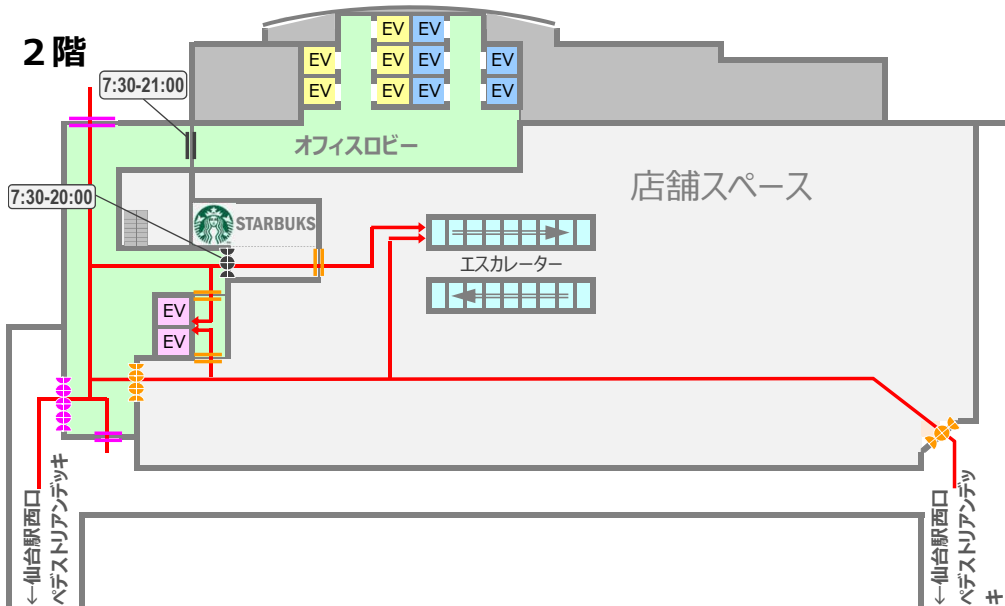 2階
EV EV
EV EV EV EV
EV EV EV EV
7:30-21:00
オフィスロビー
店舗スペース
7:30-20:00
STARBUKS
エスカレーター
EV
EV
←仙台駅西口
ペデストリアンデッキ
←仙台駅西口
ペデストリアンデッキ